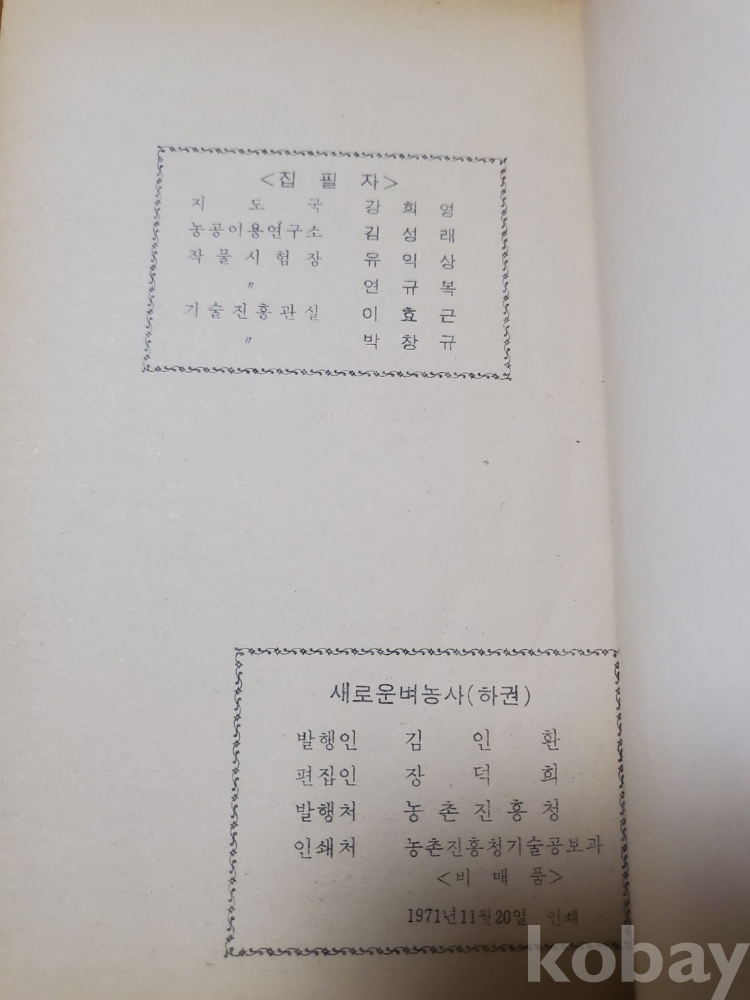 <집 필 자>
지 도 국 강 희 영
농공이용연구소 김 성 래
작 물 시 험 장 유 익 상
〃 연 규 복
기 술 진 흥 관 실 이 효 근
〃 박 창 규
새로운벼농사(하권)
발행인 김 인 환
편집인 장 덕 희
발행처 농 촌 진 흥 청
인쇄처 농촌진흥청기술공보과
<비 매 품>
1971년11월20일 인쇄
kobay